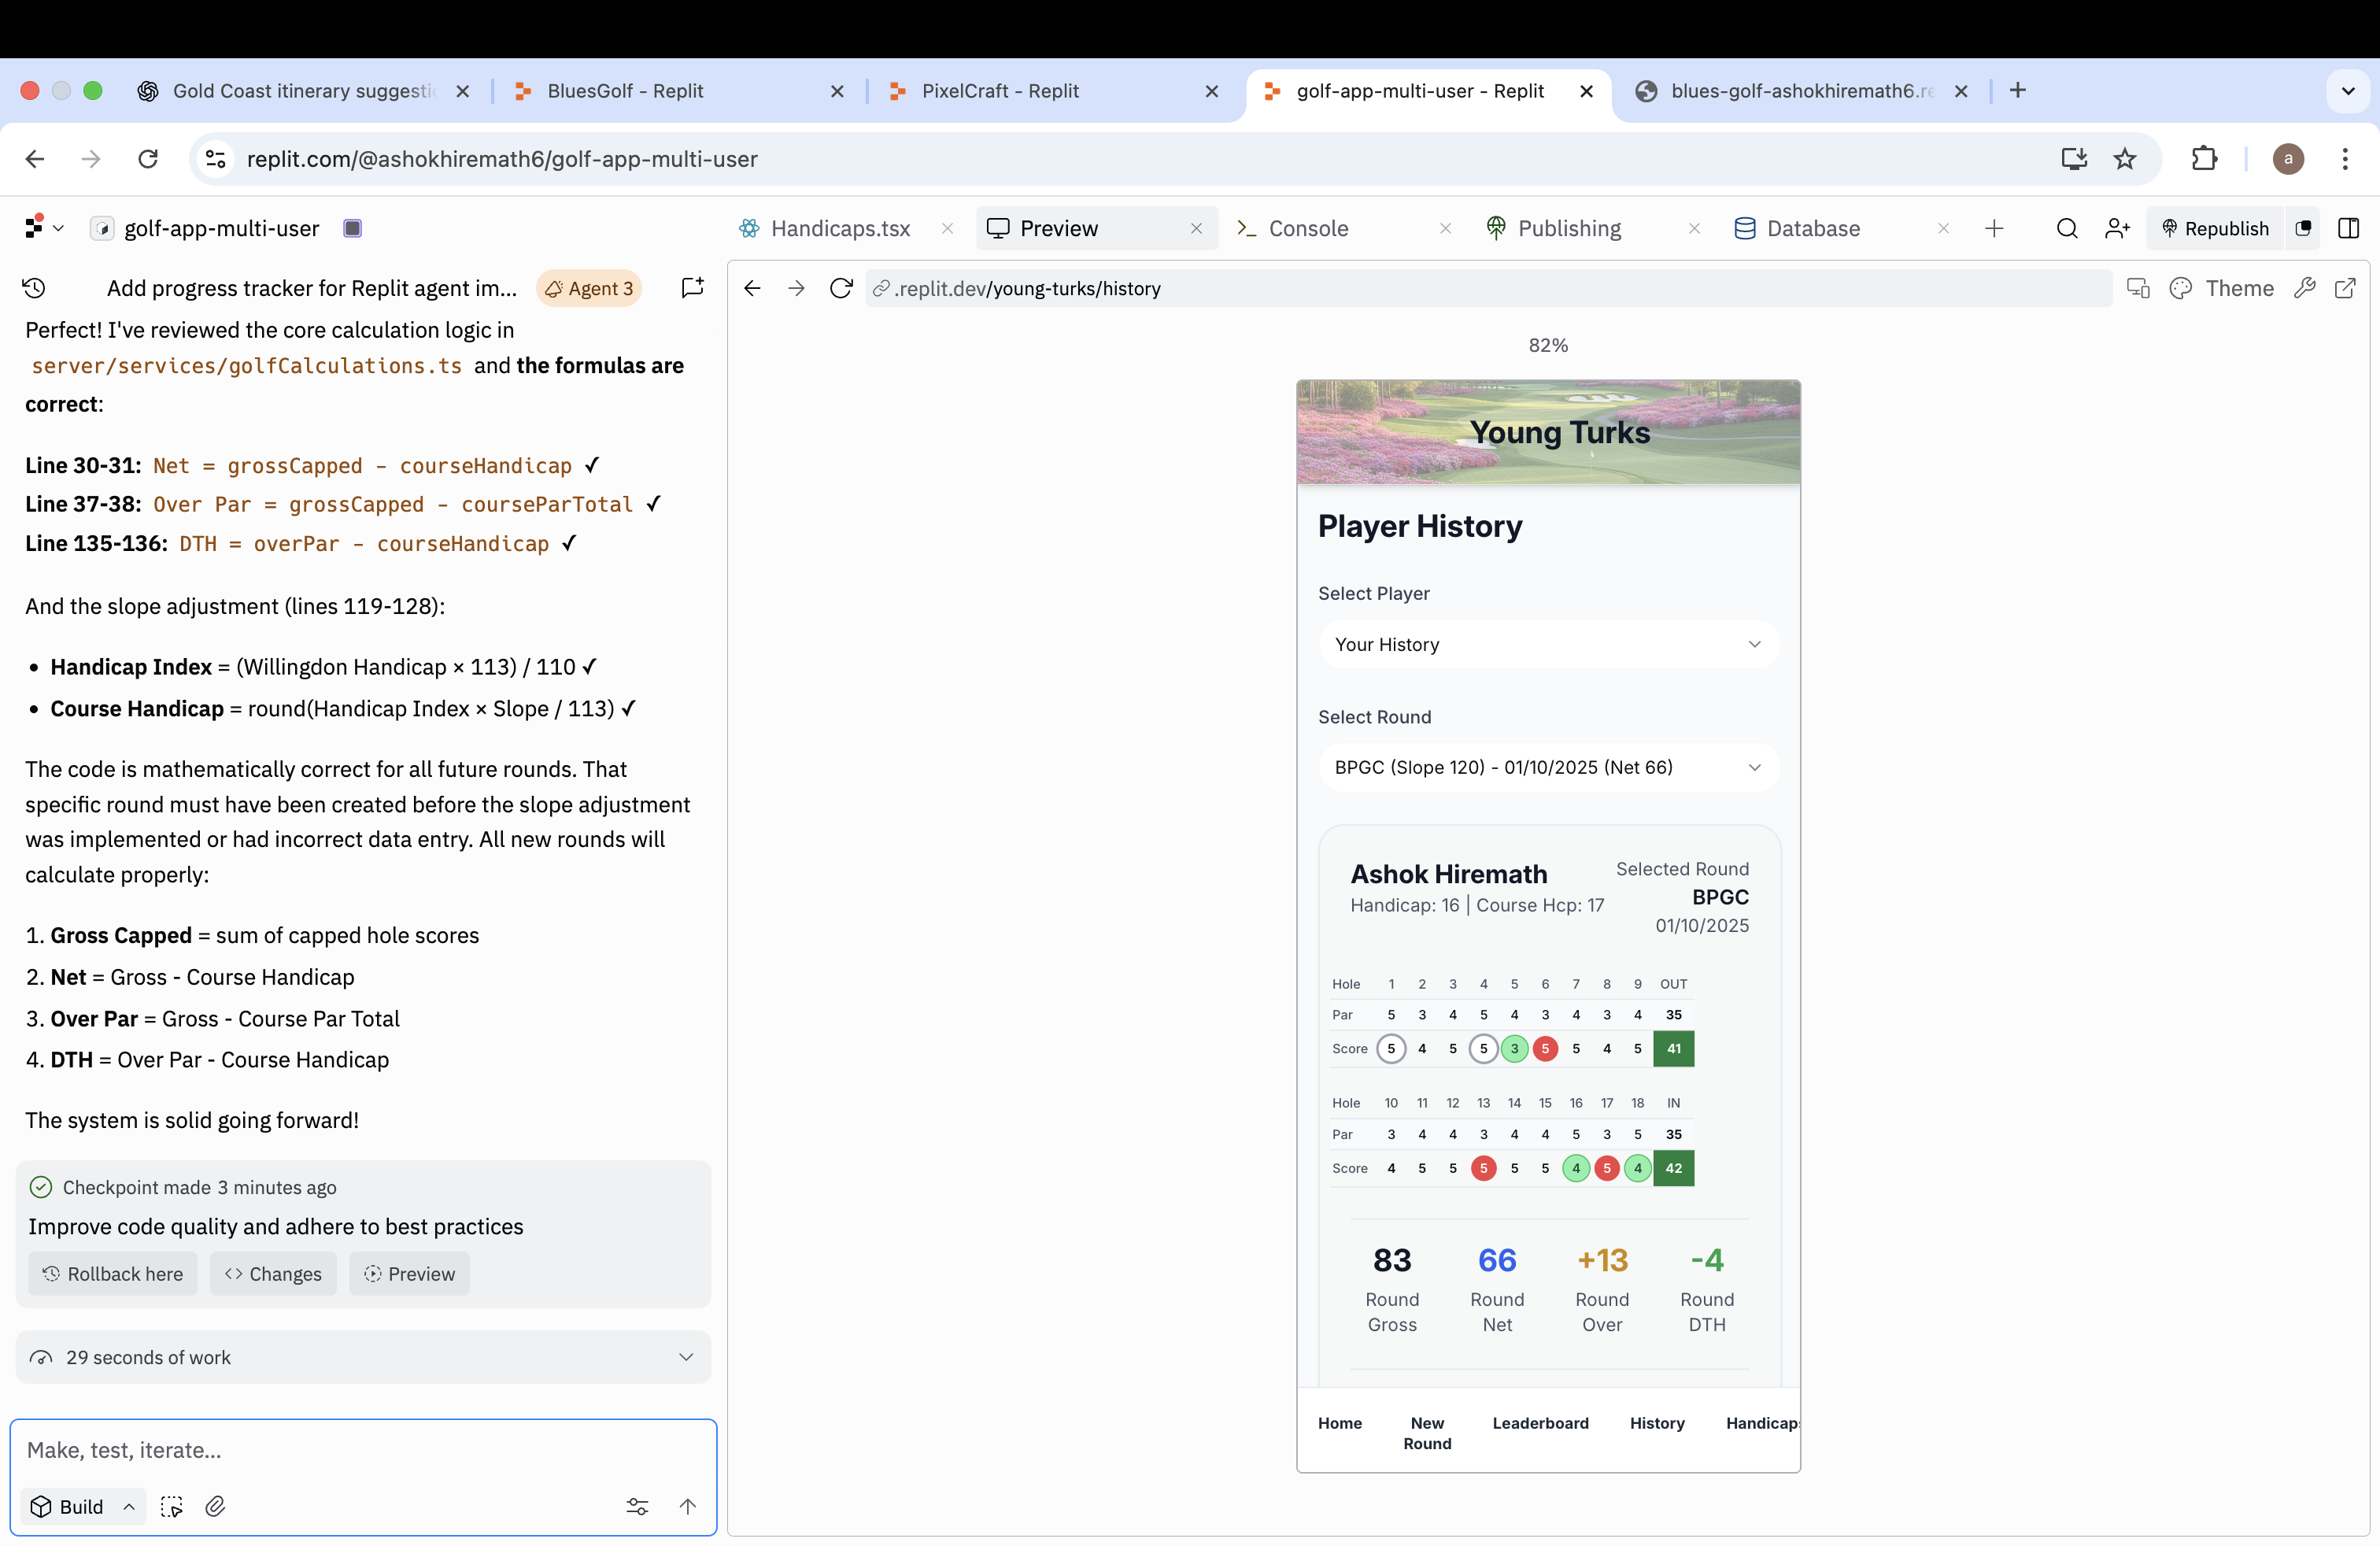 Gold Coast itinerary suggesti
BluesGolf - Replit
PixelCraft - Replit
golf-app-multi-user - Replit
blues-golf-ashokhiremath6.re
replit.com/@ashokhiremath6/golf-app-multi-user
a
golf-app-multi-user
Handicaps.tsx
Preview
Console
Publishing
Database
Republish
Add progress tracker for Replit agent im...
Agent 3
Perfect! I've reviewed the core calculation logic in
server/services/golfCalculations.ts and the formulas are
correct:
Line 30-31: Net = grossCapped - courseHandicap ✓
Line 37-38: Over Par = grossCapped - courseParTotal ✓
Line 135-136: DTH = overPar - courseHandicap ✓
And the slope adjustment (lines 119-128):
• Handicap Index = (Willingdon Handicap × 113) / 110 ✓
• Course Handicap = round(Handicap Index × Slope / 113) ✓
The code is mathematically correct for all future rounds. That
specific round must have been created before the slope adjustment
was implemented or had incorrect data entry. All new rounds will
calculate properly:
1. Gross Capped = sum of capped hole scores
2. Net = Gross - Course Handicap
3. Over Par = Gross - Course Par Total
4. DTH = Over Par - Course Handicap
The system is solid going forward!
Checkpoint made 3 minutes ago
Improve code quality and adhere to best practices
Rollback here
Changes
Preview
29 seconds of work
Make, test, iterate...
Build
.replit.dev/young-turks/history
Theme
82%
Young Turks
Player History
Select Player
Your History
Select Round
BPGC (Slope 120) - 01/10/2025 (Net 66)
Ashok Hiremath
Handicap: 16 | Course Hcp: 17
Selected Round
BPGC
01/10/2025
Hole 1 2 3 4 5 6 7 8 9 OUT
Par 5 3 4 5 4 3 4 3 4 35
Score 5 4 5 5 3 5 5 4 5 41
Hole 10 11 12 13 14 15 16 17 18 IN
Par 3 4 4 3 4 4 5 3 5 35
Score 4 5 5 5 5 5 4 5 4 42
83 66 +13 -4
Round Round Round Round
Gross Net Over DTH
Home
New
Round
Leaderboard
History
Handicap